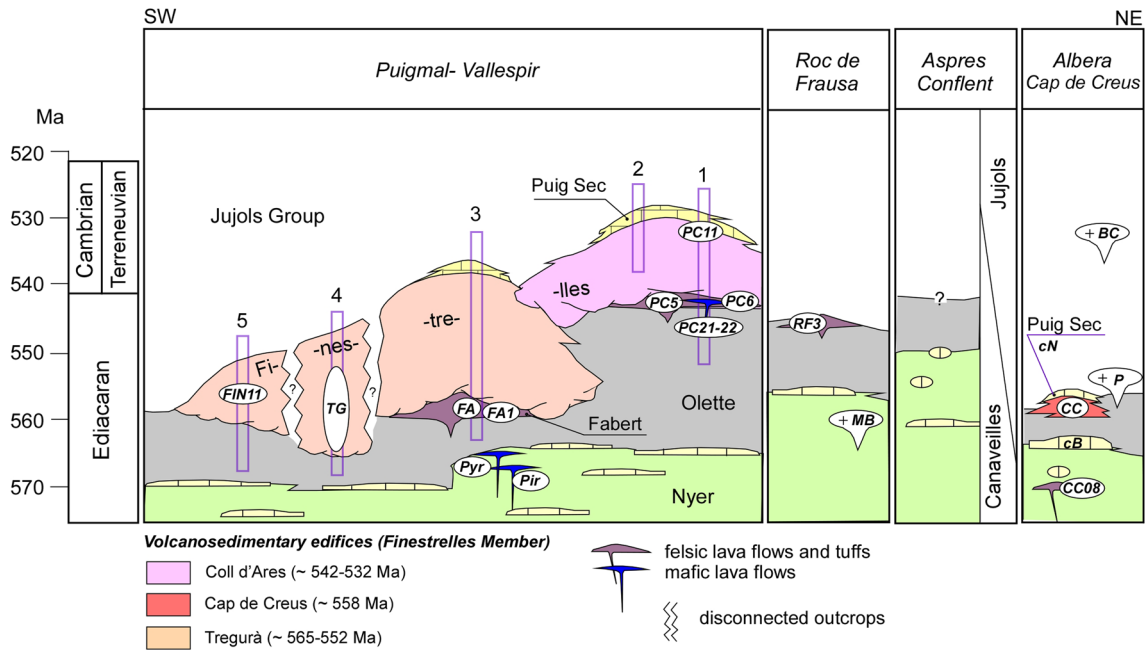 SW
NE
Puigmal- Vallespir
Roc de
Frausa
Aspres
Conflent
Albera
Cap de Creus
Ma
520
530
540
550
560
570
Cambrian
Terreneuvian
Ediacaran
Jujols Group
Puig Sec
1
2
3
4
5
PC11
-lles
PC5
PC6
PC21-22
-tre-
-nes-
Fi-
FIN11
?
TG
?
FA
FA1
Fabert
Olette
Pyr
Pir
Nyer
RF3
+ MB
?
Jujols
Canaveilles
+ BC
Puig Sec
cN
+ P
CC
cB
CC08
Volcanosedimentary edifices (Finestrelles Member)
Coll d'Ares (~ 542-532 Ma)
Cap de Creus (~ 558 Ma)
Tregurà (~ 565-552 Ma)
felsic lava flows and tuffs
mafic lava flows
disconnected outcrops